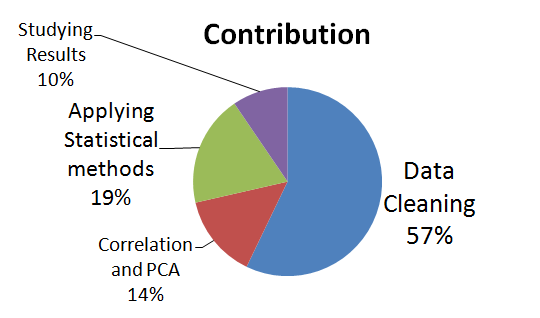 Contribution
Studying
Results
10%
Applying
Statistical
methods
19%
Correlation
and PCA
14%
Data
Cleaning
57%